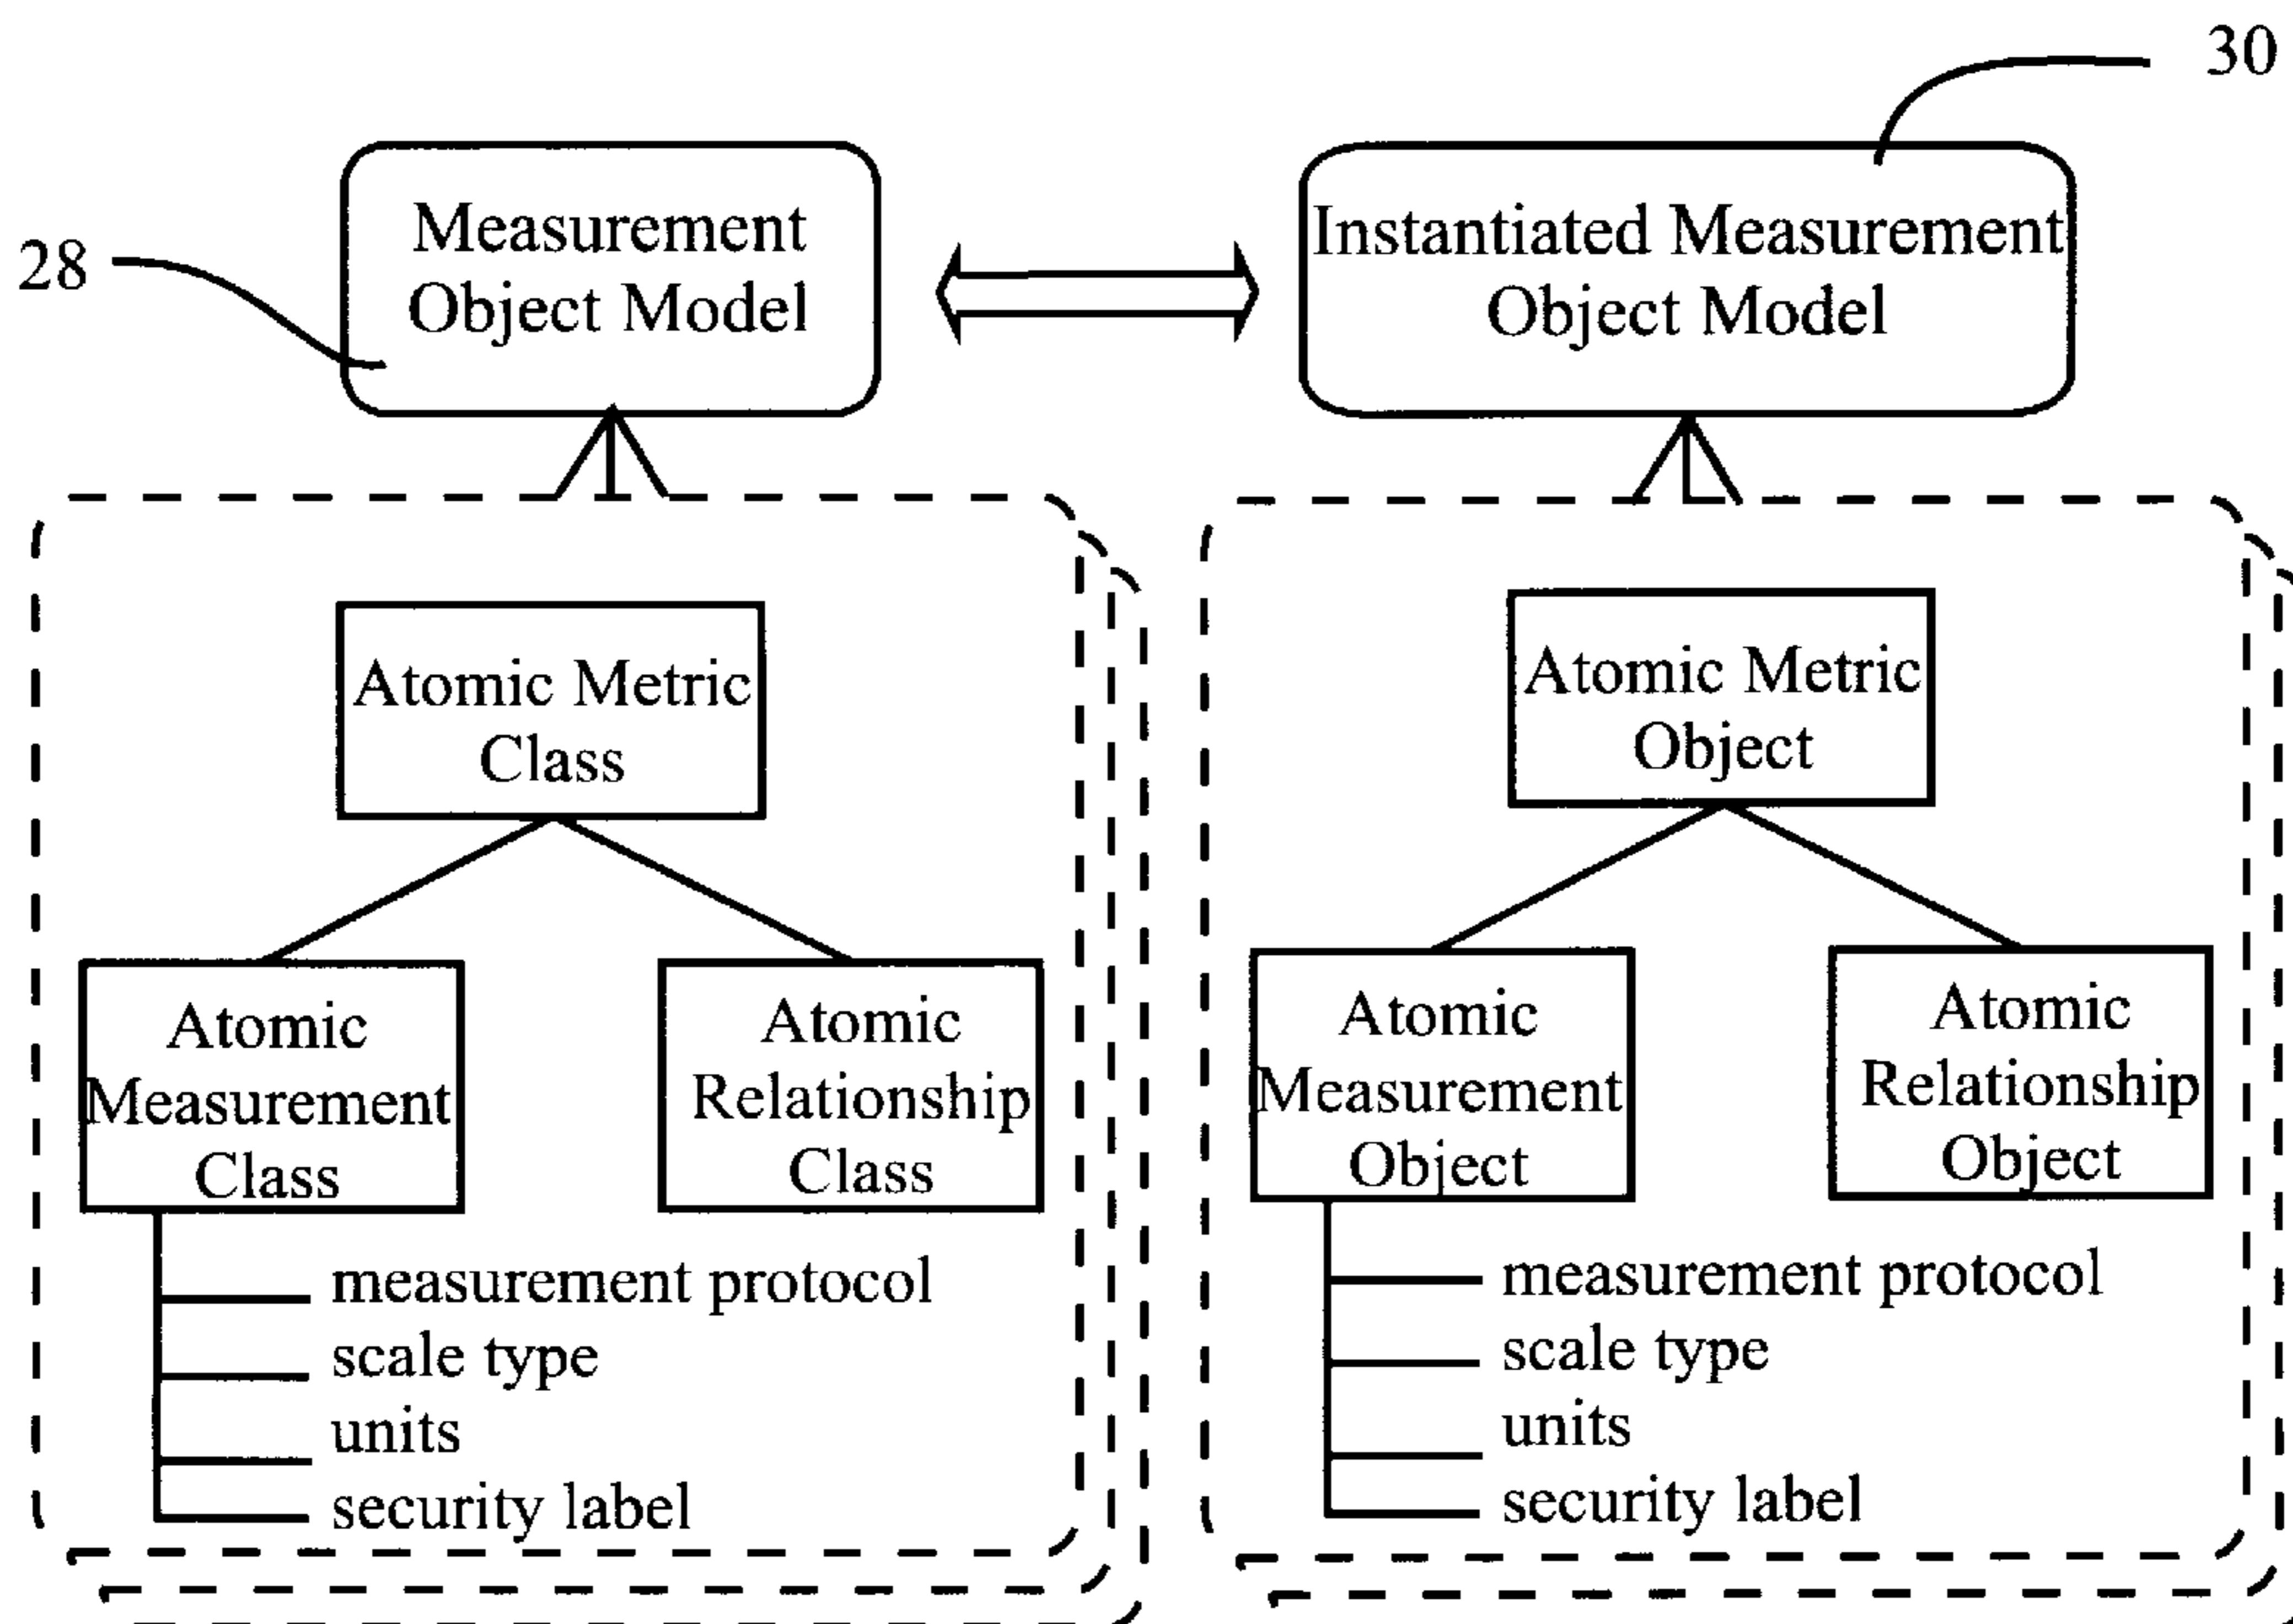 30
28
Measurement
Object Model
Instantiated Measurement
Object Model
Atomic Metric
Class
Atomic
Measurement
Class
Atomic
Relationship
Class
measurement protocol
scale type
units
security label
Atomic Metric
Object
Atomic
Measurement
Object
Atomic
Relationship
Object
measurement protocol
scale type
units
security label